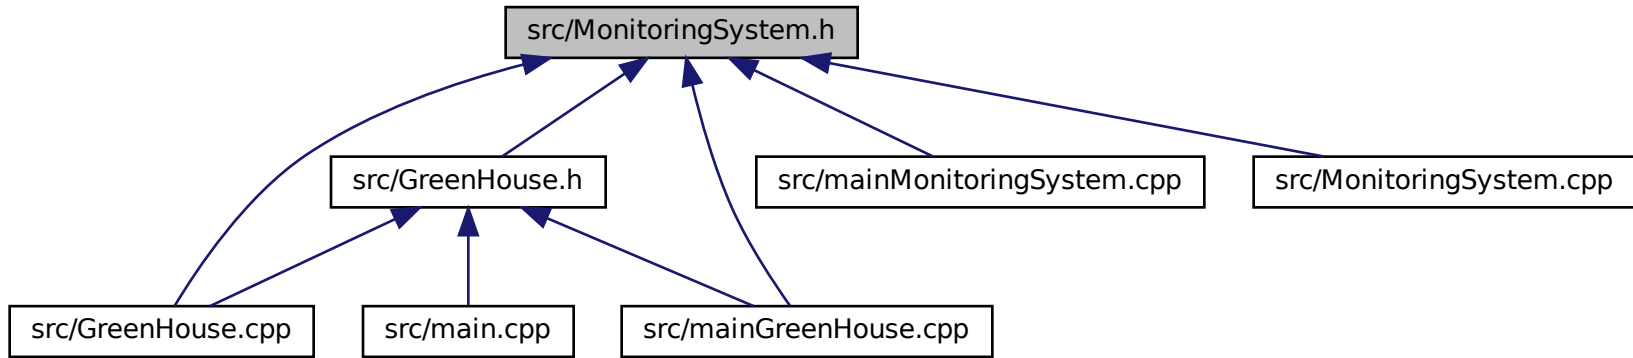 src/MonitoringSystem.h
src/GreenHouse.h
src/mainMonitoringSystem.cpp
src/MonitoringSystem.cpp
src/GreenHouse.cpp
src/main.cpp
src/mainGreenHouse.cpp